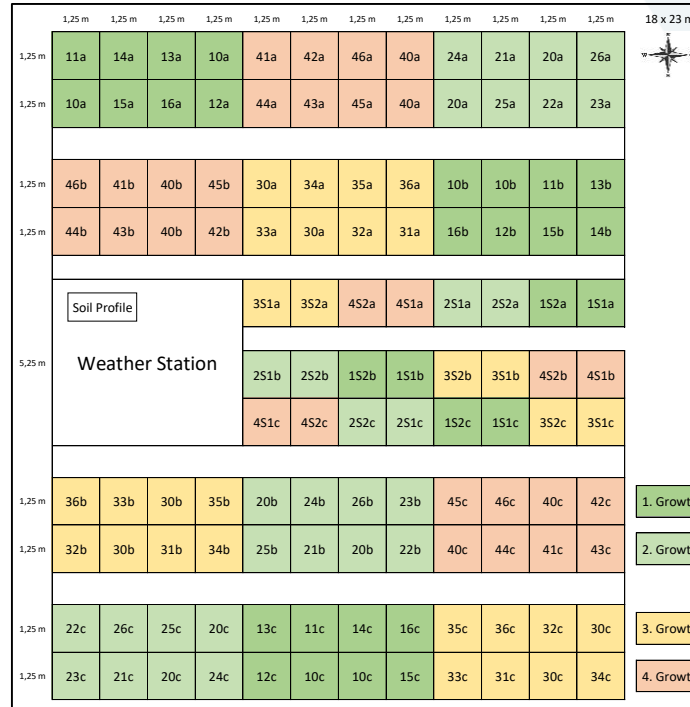 1,25 m 1,25 m 1,25 m 1,25 m 1,25 m 1,25 m 1,25 m 1,25 m 1,25 m 1,25 m 1,25 m 1,25 m 18 x 23 m
1,25 m 11a 14a 13a 10a 41a 42a 46a 40a 24a 21a 20a 26a
1,25 m 10a 15a 16a 12a 44a 43a 45a 40a 20a 25a 22a 23a
1,25 m 46b 41b 40b 45b 30a 34a 35a 36a 10b 10b 11b 13b
1,25 m 44b 43b 40b 42b 33a 30a 32a 31a 16b 12b 15b 14b
Soil Profile 3S1a 3S2a 4S2a 4S1a 2S1a 2S2a 1S2a 1S1a
5,25 m Weather Station 2S1b 2S2b 1S2b 1S1b 3S2b 3S1b 4S2b 4S1b
4S1c 4S2c 2S2c 2S1c 1S2c 1S1c 3S2c 3S1c
1,25 m 36b 33b 30b 35b 20b 24b 26b 23b 45c 46c 40c 42c 1. Growt
1,25 m 32b 30b 31b 34b 25b 21b 20b 22b 40c 44c 41c 43c 2. Growt
1,25 m 22c 26c 25c 20c 13c 11c 14c 16c 35c 36c 32c 30c 3. Growt
1,25 m 23c 21c 20c 24c 12c 10c 10c 15c 33c 31c 30c 34c 4. Growt